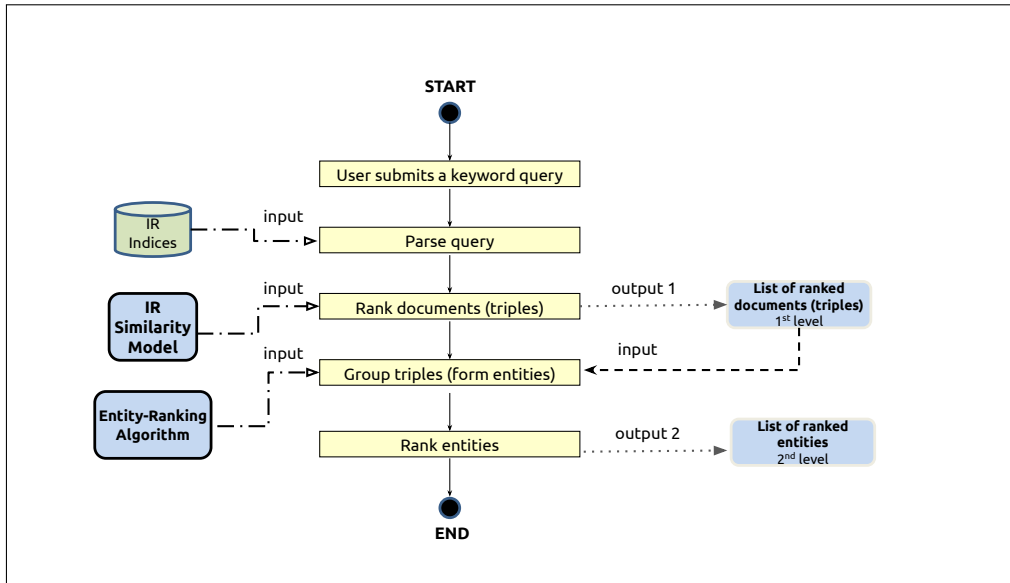 START
User submits a keyword query
input
IR
Indices
Parse query
input
IR
Similarity
Model
Rank documents (triples)
output 1
List of ranked
documents (triples)
1st level
input
input
Group triples (form entities)
Entity-Ranking
Algorithm
Rank entities
output 2
List of ranked
entities
2nd level
END